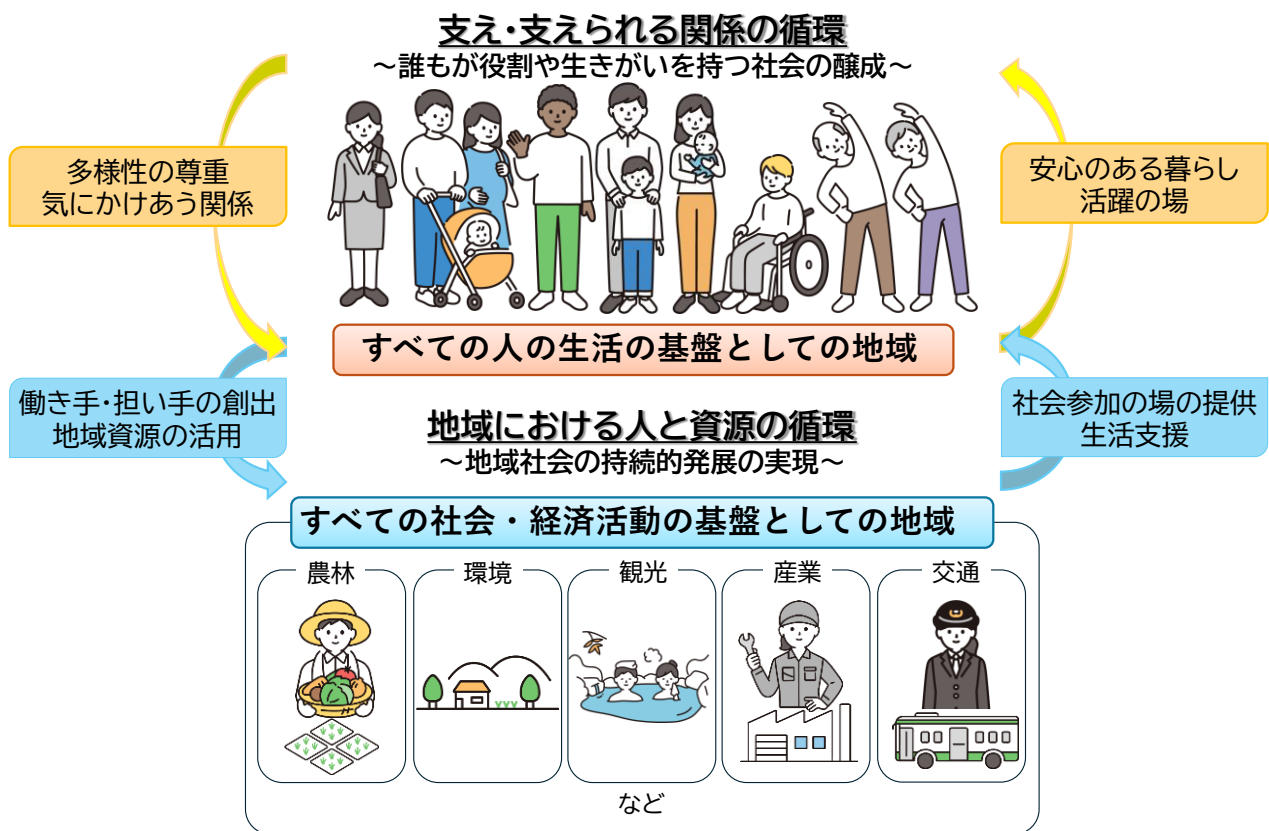 支え・支えられる関係の循環
～誰もが役割や生きがいを持つ社会の醸成～
多様性の尊重
気にかけあう関係
安心のある暮らし
活躍の場
すべての人の生活の基盤としての地域
働き手・担い手の創出
地域資源の活用
社会参加の場の提供
生活支援
地域における人と資源の循環
～地域社会の持続的発展の実現～
すべての社会・経済活動の基盤としての地域
農林
環境
観光
産業
交通
など